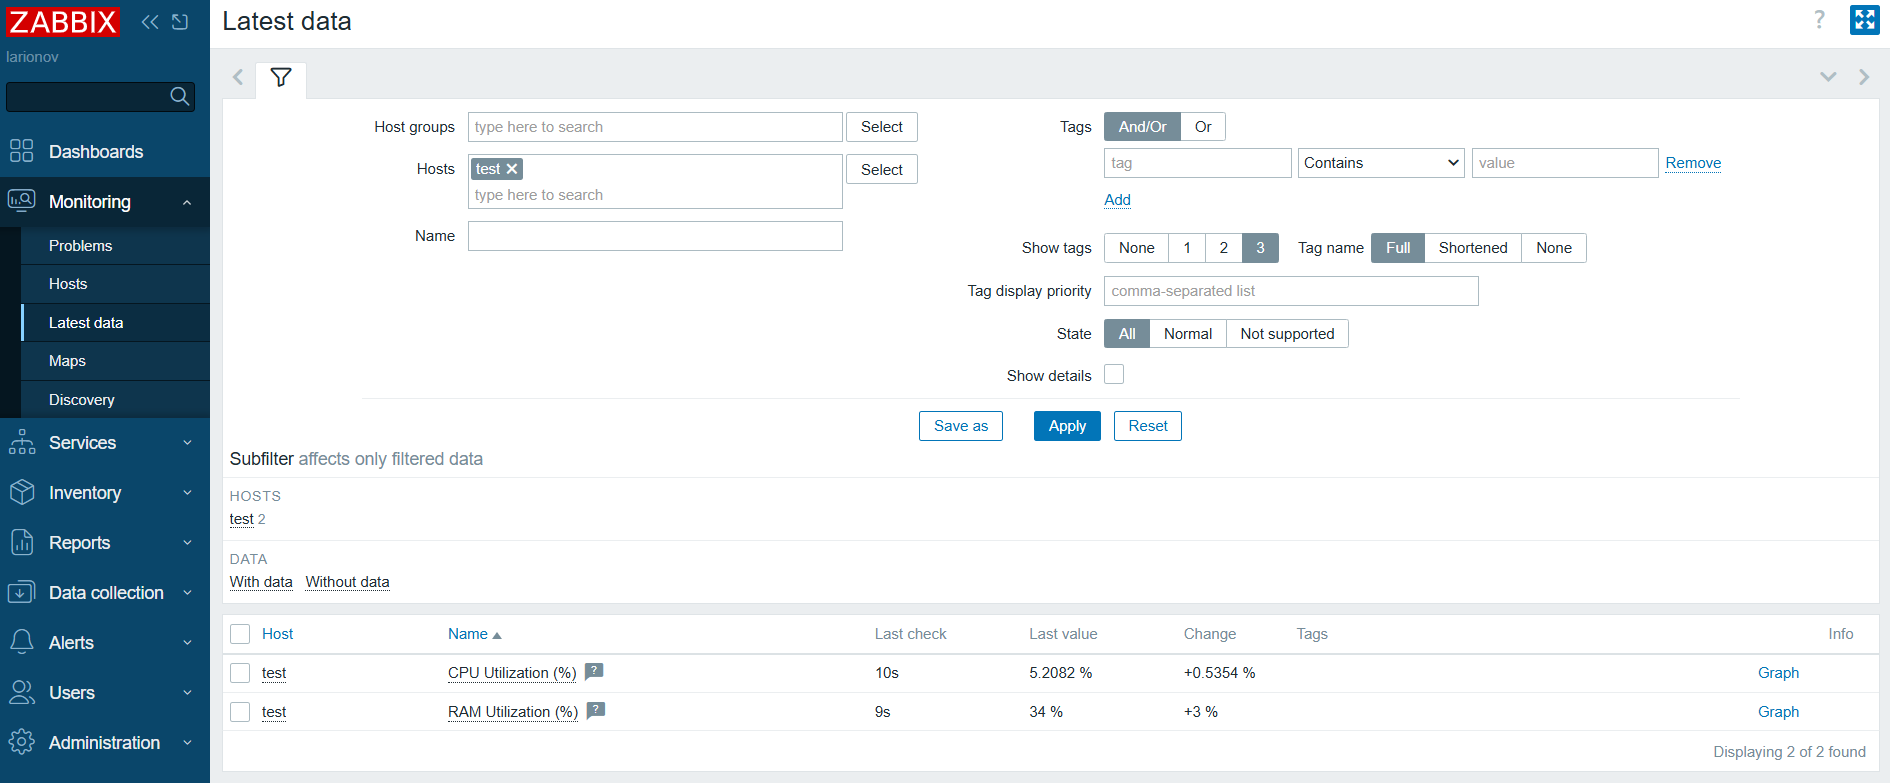 ZABBIX
larionov
Dashboards
Monitoring
Problems
Hosts
Latest data
Maps
Discovery
Services
Inventory
Reports
Data collection
Alerts
Users
Administration
Latest data
?
Host groups type here to search Select
Hosts test type here to search Select
Name
Tags And/Or Or
tag Contains value Remove
Add
Show tags None 1 2 3 Tag name Full Shortened None
Tag display priority comma-separated list
State All Normal Not supported
Show details
Save as Apply Reset
Subfilter affects only filtered data
HOSTS
test 2
DATA
With data Without data
Host Name Last check Last value Change Tags Info
test CPU Utilization (%) ? 10s 5.2082 % +0.5354 % Graph
test RAM Utilization (%) ? 9s 34 % +3 % Graph
Displaying 2 of 2 found